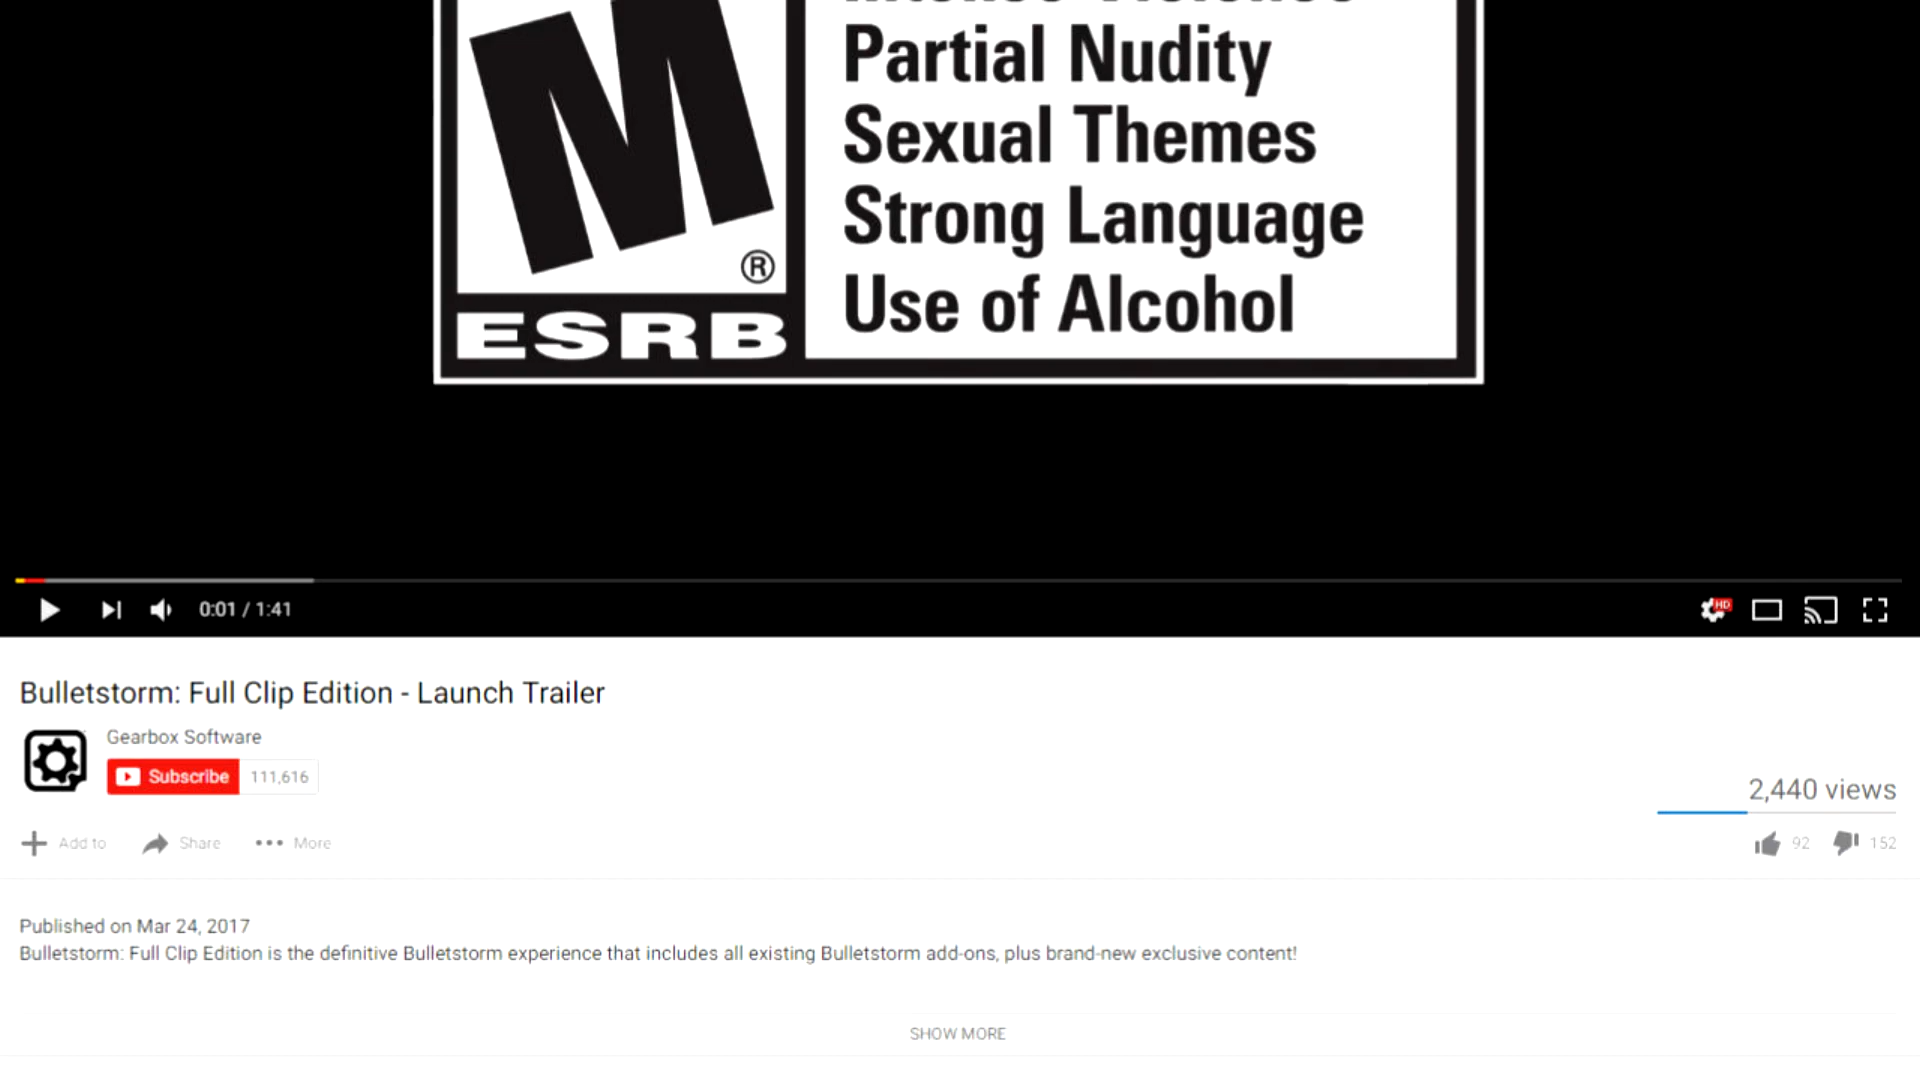 Intense Violence
Partial Nudity
Sexual Themes
Strong Language
Use of Alcohol
M
®
ESRB
0:01 / 1:41
HD
Bulletstorm: Full Clip Edition - Launch Trailer
Gearbox Software
Subscribe 111,616
2,440 views
Add to Share More
92 152
Published on Mar 24, 2017
Bulletstorm: Full Clip Edition is the definitive Bulletstorm experience that includes all existing Bulletstorm add-ons, plus brand-new exclusive content!
SHOW MORE